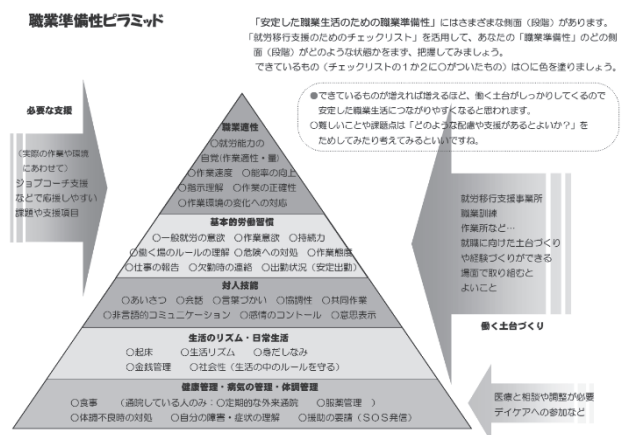 職業準備性ピラミッド
「安定した職業生活のための職業準備性」にはさまざまな側面（段階）があります。
「就労移行支援のためのチェックリスト」を活用して、あなたの「職業準備性」のどの側
面（段階）がどのような状態かをまず、把握してみましょう。
できているもの（チェックリストの１か２に○がついたもの）は○に色を塗りましょう。
●できているものが増えれば増えるほど、働く土台がしっかりしてくるので
安定した職業生活につながりやすくなると思われます。
○難しいことや課題点は「どのような配慮や支援があるとよいか？」を
ためしてみたり考えてみるといいですね。
必要な支援
（実際の作業や環境
にあわせて）
ジョブコーチ支援
などで応援しやすい
課題や支援項目
職業適性
○就労能力の
自覚(作業適性・量)
○作業速度　○能率の向上
○指示理解　○作業の正確性
○作業環境の変化への対応
基本的労働習慣
○一般就労の意欲　○作業意欲　○持続力
○働く場のルールの理解 ○危険への対処　○作業態度
○仕事の報告　○欠勤時の連絡　○出勤状況（安定出勤）
対人技能
○あいさつ　○会話　○言葉づかい　○協調性　○共同作業
○非言語的コミュニケーション　○感情のコントロール　○意思表示
生活のリズム・日常生活
○起床　○生活リズム　○身だしなみ
○金銭管理　○社会性（生活の中のルールを守る）
健康管理・病気の管理・体調管理
○食事　（通院している人のみ：○定期的な外来通院　○服薬管理　）
○体調不良時の対処　○自分の障害・症状の理解　○援助の要請（ＳＯＳ発信）
就労移行支援事業所
職業訓練
作業所など…
就職に向けた土台づくり
や経験づくりができる
場面で取り組むと
よいこと
働く土台づくり
医療と相談や調整が必要
デイケアへの参加など